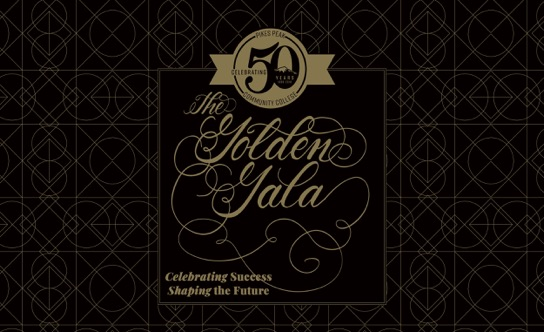 PIKES PEAK
CELEBRATING
50
YEARS
COMMUNITY COLLEGE
The
Golden
Gala
Celebrating Success
Shaping the Future